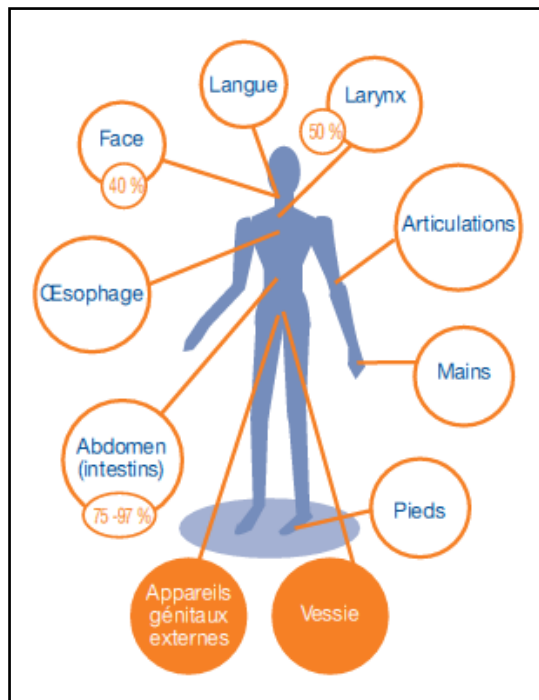 Langue
Larynx
50 %
Face
40 %
Articulations
Œsophage
Mains
Abdomen
(intestins)
75 -97 %
Pieds
Appareils
génitaux
externes
Vessie